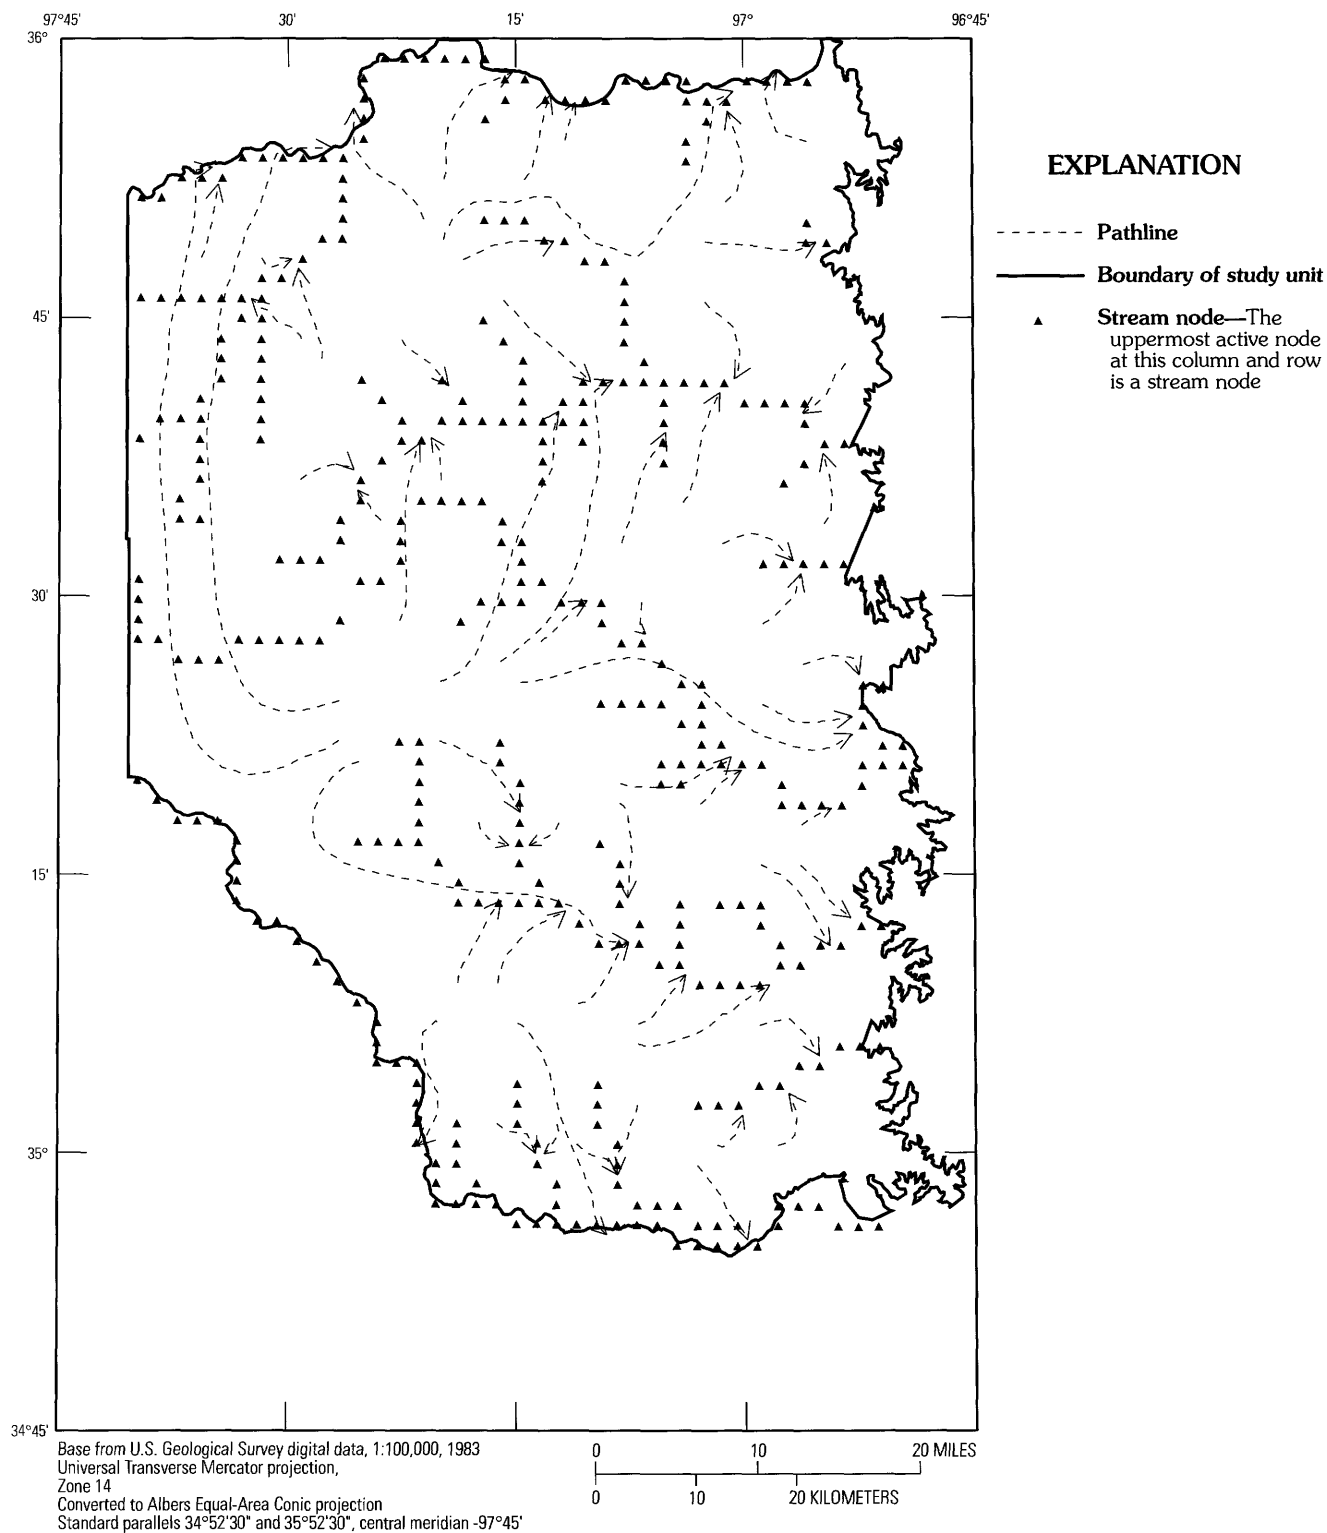 97°45'
30'
15'
97°
96°45'
36°
45'
30'
15'
35°
34°45'
EXPLANATION
Pathline
Boundary of study unit
Stream node—The
uppermost active node
at this column and row
is a stream node
Base from U.S. Geological Survey digital data, 1:100,000, 1983
Universal Transverse Mercator projection,
Zone 14
Converted to Albers Equal-Area Conic projection
Standard parallels 34°52'30" and 35°52'30", central meridian -97°45'
0 10 20 MILES
0 10 20 KILOMETERS